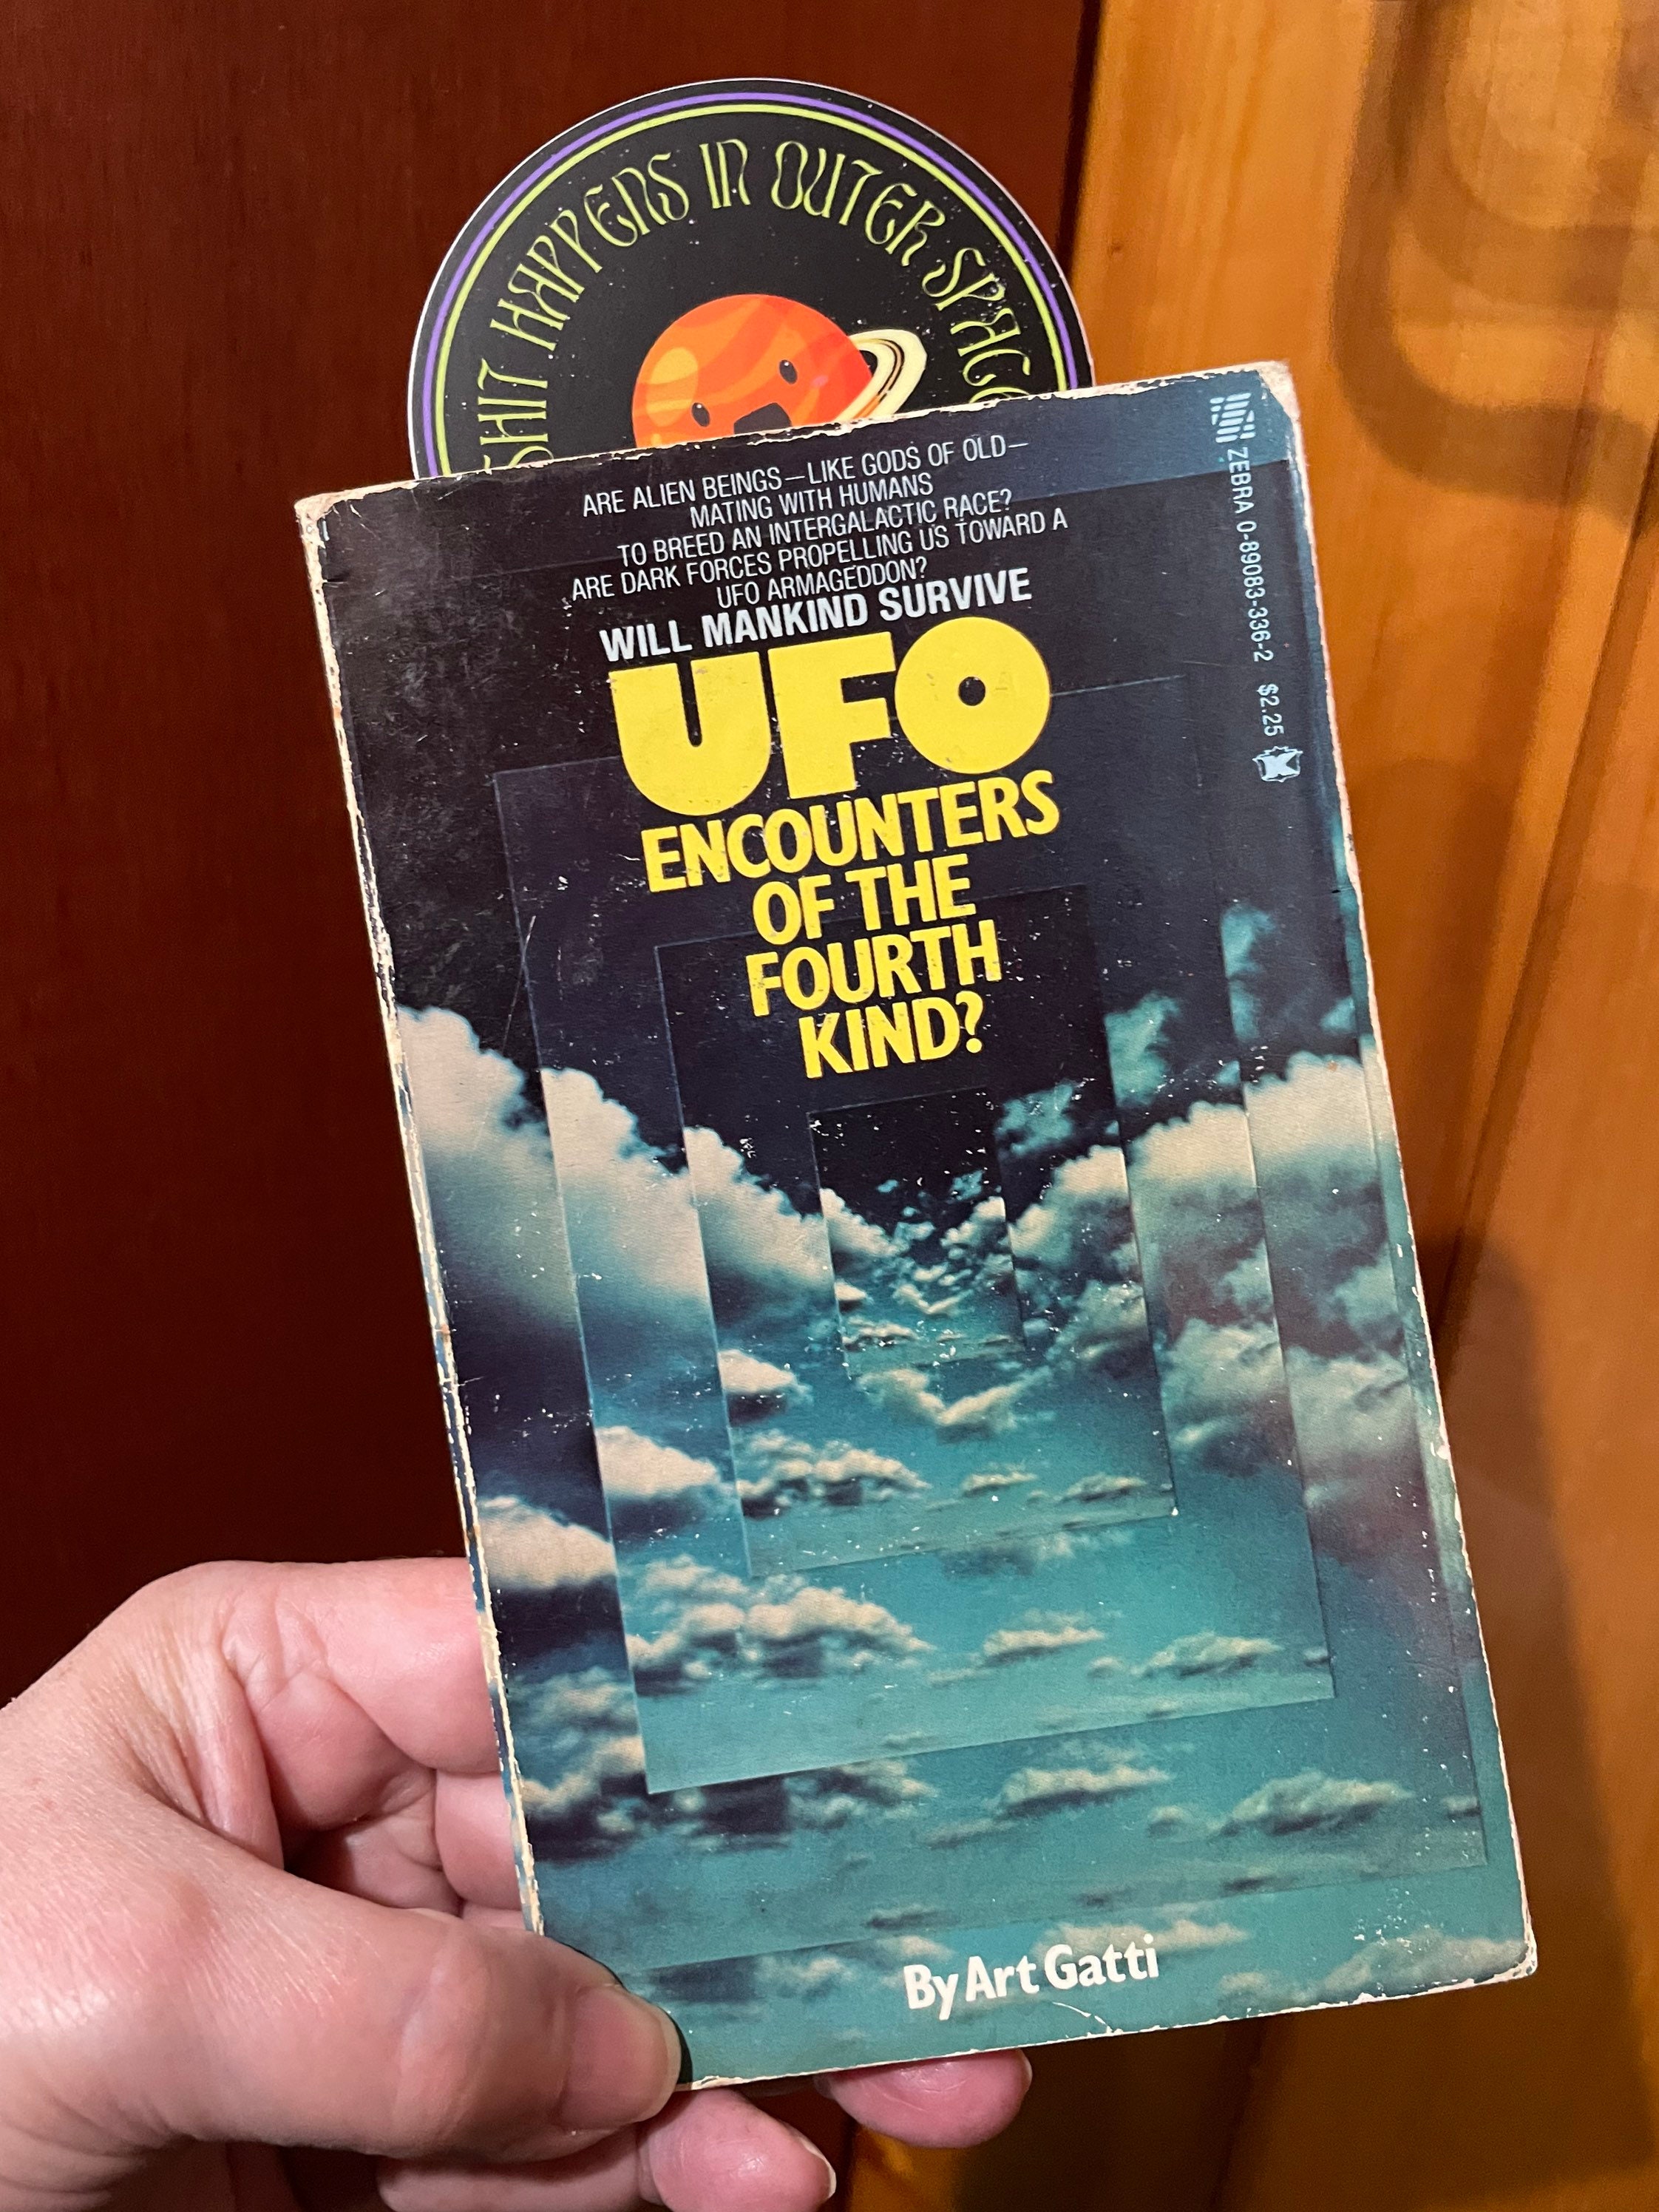 SHIT HAPPENS IN OUTER SPACE
ARE ALIEN BEINGS—LIKE GODS OF OLD—
MATING WITH HUMANS
TO BREED AN INTERGALACTIC RACE?
ARE DARK FORCES PROPELLING US TOWARD A
UFO ARMAGEDDON?
WILL MANKIND SURVIVE
UFO
ENCOUNTERS
OF THE
FOURTH
KIND?
ZEBRA 0-89083-336-2 $2.25 K
By Art Gatti